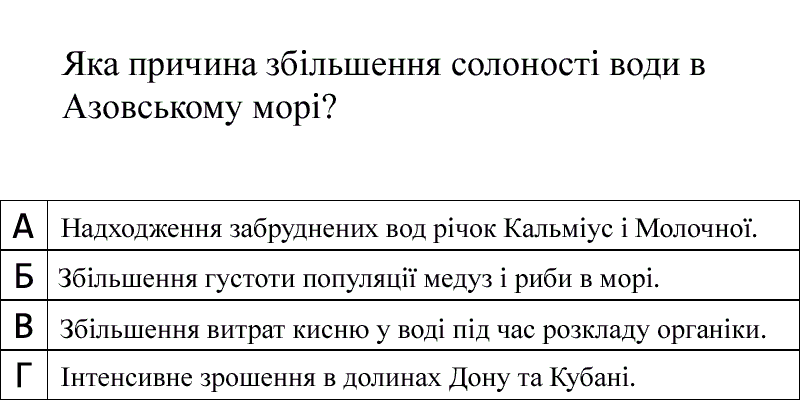 Яка причина збільшення солоності води в
Азовському морі?
А Надходження забруднених вод річок Кальміус і Молочної.
Б Збільшення густоти популяції медуз і риби в морі.
В Збільшення витрат кисню у воді під час розкладу органіки.
Г Інтенсивне зрошення в долинах Дону та Кубані.